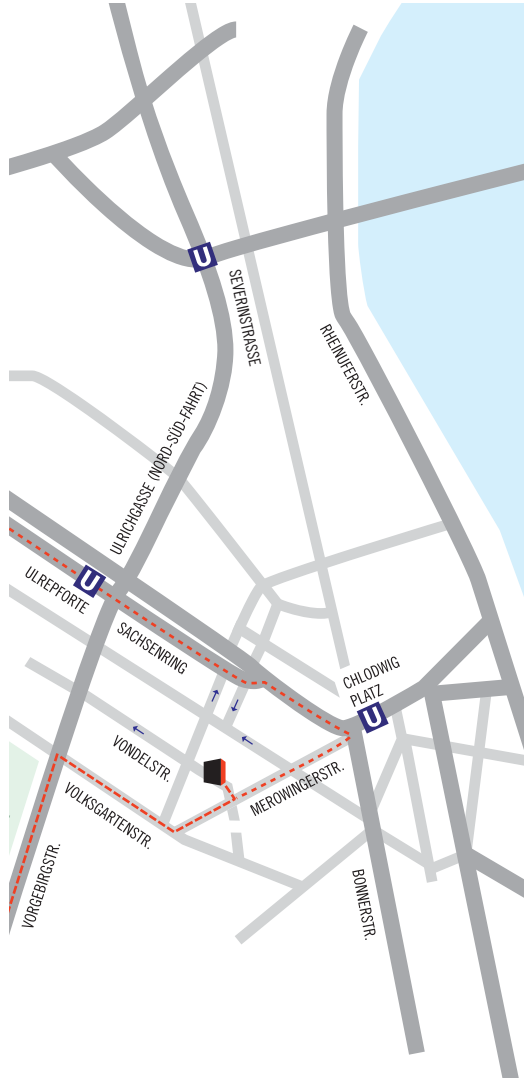 U
SEVERINSTRASSE
RHEINUFERSTR.
ULRICHGASSE (NORD-SÜD-FAHRT)
U
ULREPFORTE
SACHSENRING
CHLODWIG
PLATZ
U
VONDELSTR.
MEROWINGERSTR.
VOLKSGARTENSTR.
VORGEBIRGSTR.
BONNERSTR.